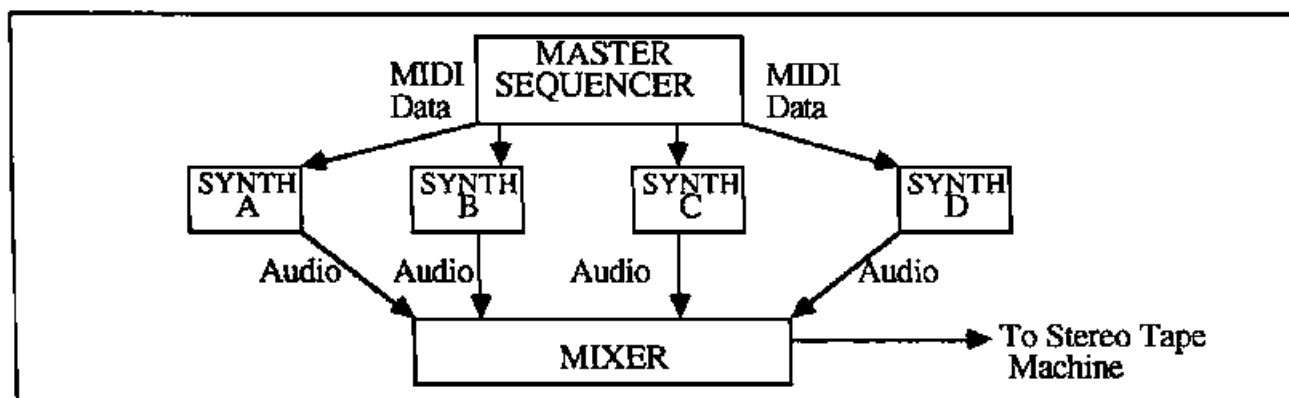 MASTER
SEQUENCER
MIDI
Data
MIDI
Data
SYNTH
A
SYNTH
B
SYNTH
C
SYNTH
D
Audio
Audio
Audio
Audio
MIXER
To Stereo Tape
Machine